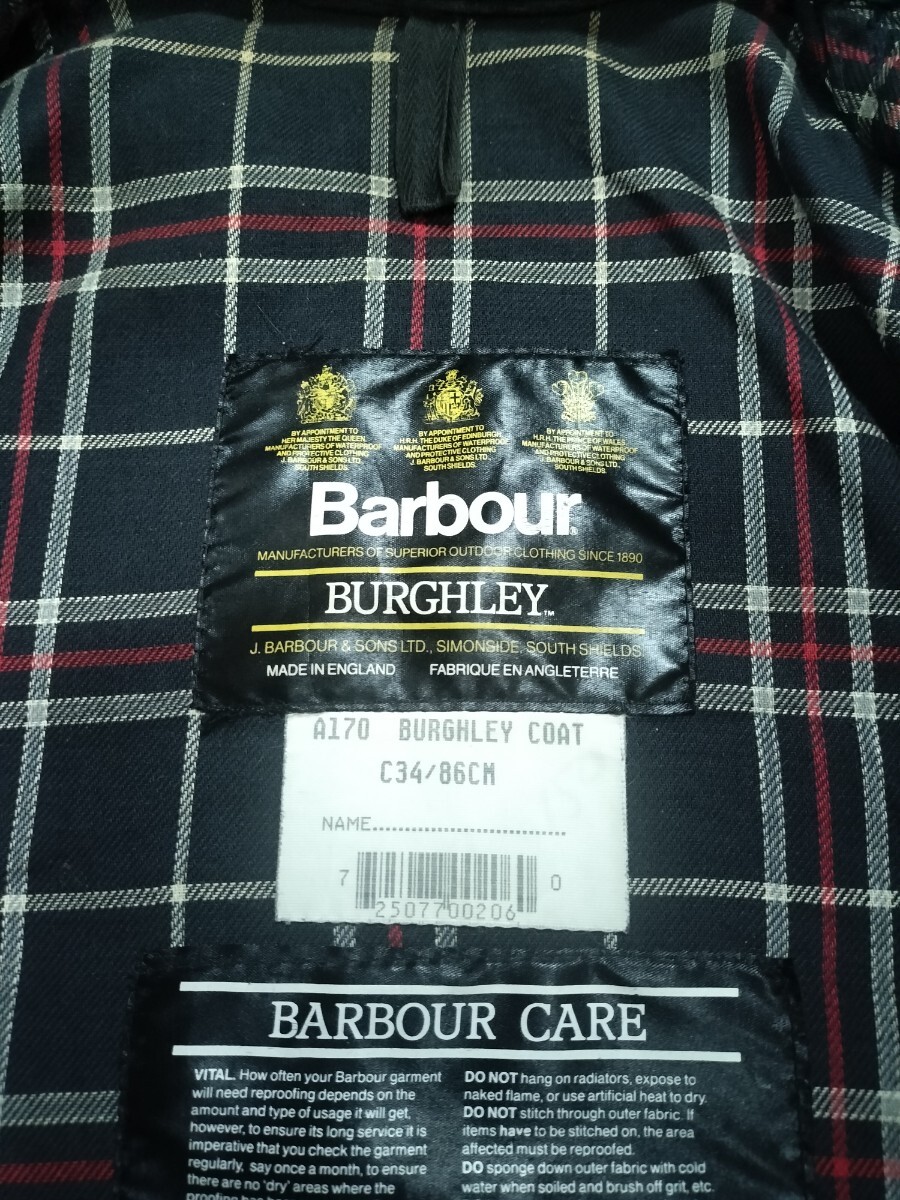 BY APPOINTMENT TO
HER MAJESTY THE QUEEN
MANUFACTURERS OF WATERPROOF
AND PROTECTIVE CLOTHING
J. BARBOUR & SONS LTD.
SOUTH SHIELDS.
BY APPOINTMENT TO
H.R.H. THE DUKE OF EDINBURGH
MANUFACTURERS OF WATERPROOF
AND PROTECTIVE CLOTHING
J. BARBOUR & SONS LTD.
SOUTH SHIELDS
BY APPOINTMENT TO
H.R.H. THE PRINCE OF WALES
MANUFACTURERS OF WATERPROOF
AND PROTECTIVE CLOTHING
J. BARBOUR & SONS LTD.
SOUTH SHIELDS.
Barbour®
MANUFACTURERS OF SUPERIOR OUTDOOR CLOTHING SINCE 1890
BURGHLEY™
J. BARBOUR & SONS LTD., SIMONSIDE, SOUTH SHIELDS
MADE IN ENGLAND FABRIQUE EN ANGLETERRE
A170 BURGHLEY COAT
C34/86CM
NAME..............................
7 2507700206 0
BARBOUR CARE
VITAL. How often your Barbour garment
will need reproofing depends on the
amount and type of usage it will get,
however, to ensure its long service it is
imperative that you check the garment
regularly, say once a month, to ensure
there are no 'dry' areas where the
proofing has
DO NOT hang on radiators, expose to
naked flame, or use artificial heat to dry.
DO NOT stitch through outer fabric. If
items have to be stitched on, the area
affected must be reproofed.
DO sponge down outer fabric with cold
water when soiled and brush off grit, etc.